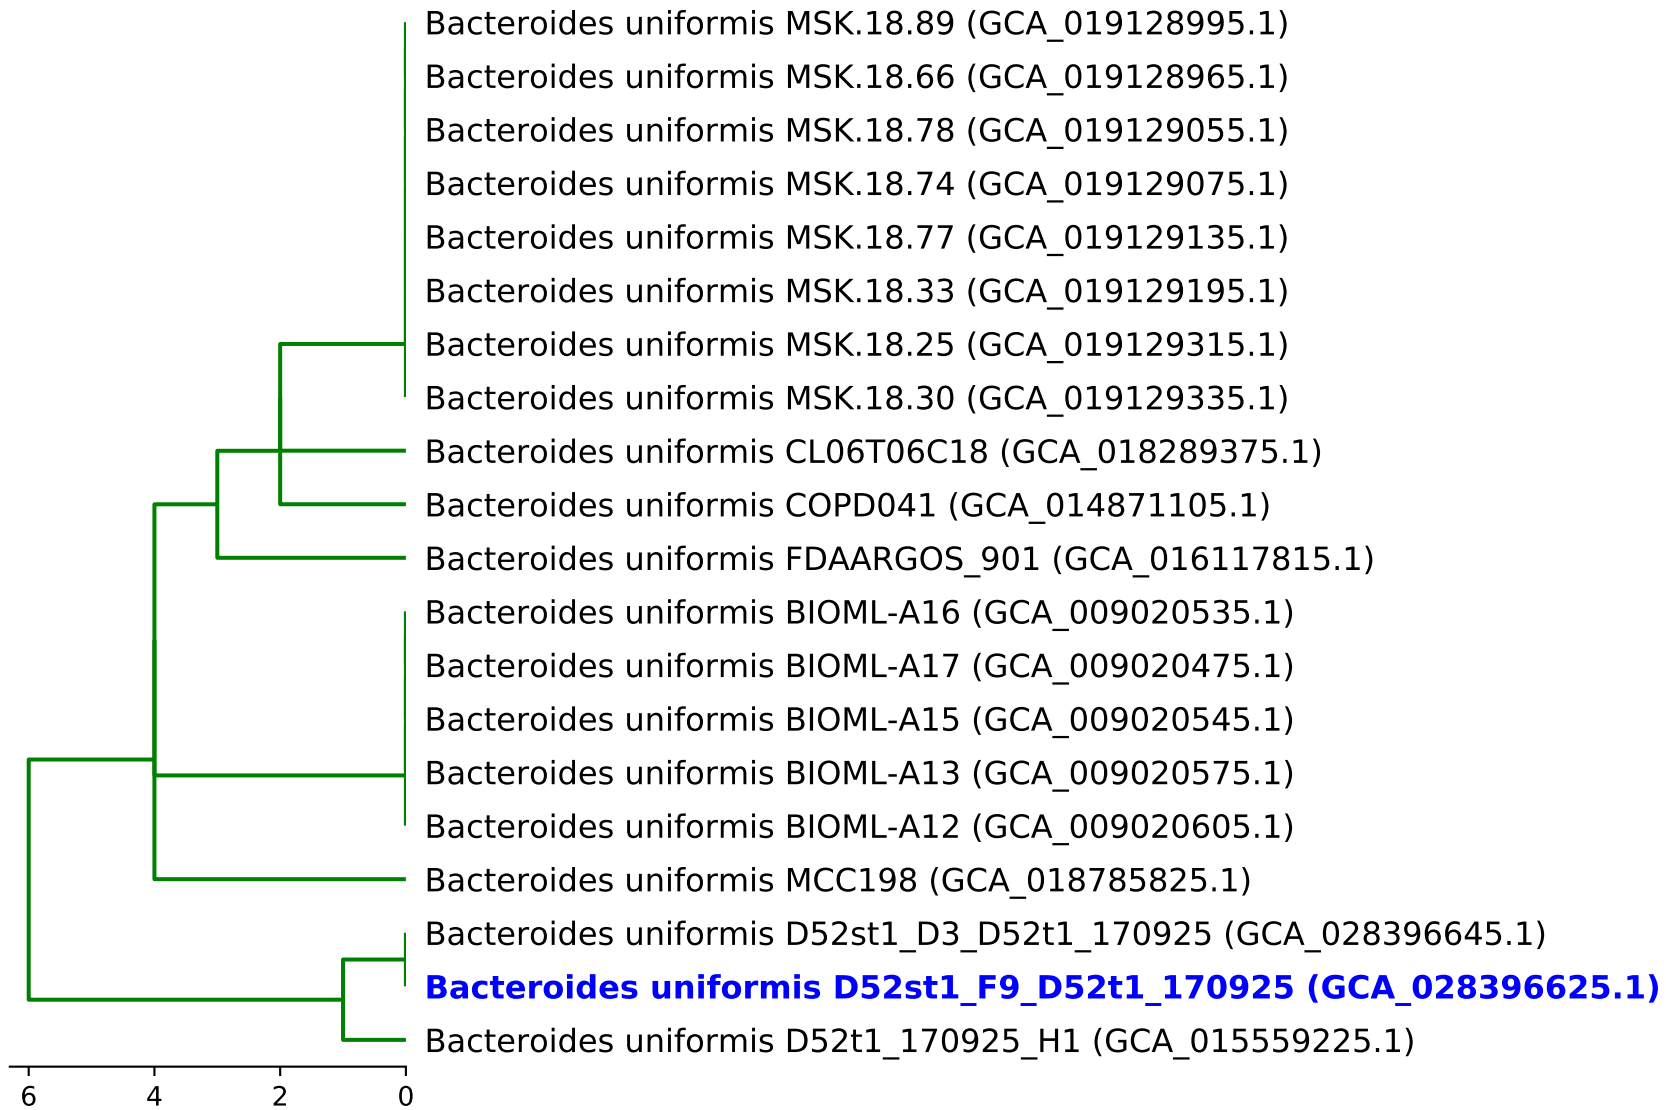 Bacteroides uniformis MSK.18.89 (GCA_019128995.1)
Bacteroides uniformis MSK.18.66 (GCA_019128965.1)
Bacteroides uniformis MSK.18.78 (GCA_019129055.1)
Bacteroides uniformis MSK.18.74 (GCA_019129075.1)
Bacteroides uniformis MSK.18.77 (GCA_019129135.1)
Bacteroides uniformis MSK.18.33 (GCA_019129195.1)
Bacteroides uniformis MSK.18.25 (GCA_019129315.1)
Bacteroides uniformis MSK.18.30 (GCA_019129335.1)
Bacteroides uniformis CL06T06C18 (GCA_018289375.1)
Bacteroides uniformis COPD041 (GCA_014871105.1)
Bacteroides uniformis FDAARGOS_901 (GCA_016117815.1)
Bacteroides uniformis BIOML-A16 (GCA_009020535.1)
Bacteroides uniformis BIOML-A17 (GCA_009020475.1)
Bacteroides uniformis BIOML-A15 (GCA_009020545.1)
Bacteroides uniformis BIOML-A13 (GCA_009020575.1)
Bacteroides uniformis BIOML-A12 (GCA_009020605.1)
Bacteroides uniformis MCC198 (GCA_018785825.1)
Bacteroides uniformis D52st1_D3_D52t1_170925 (GCA_028396645.1)
Bacteroides uniformis D52st1_F9_D52t1_170925 (GCA_028396625.1)
Bacteroides uniformis D52t1_170925_H1 (GCA_015559225.1)
6 4 2 0